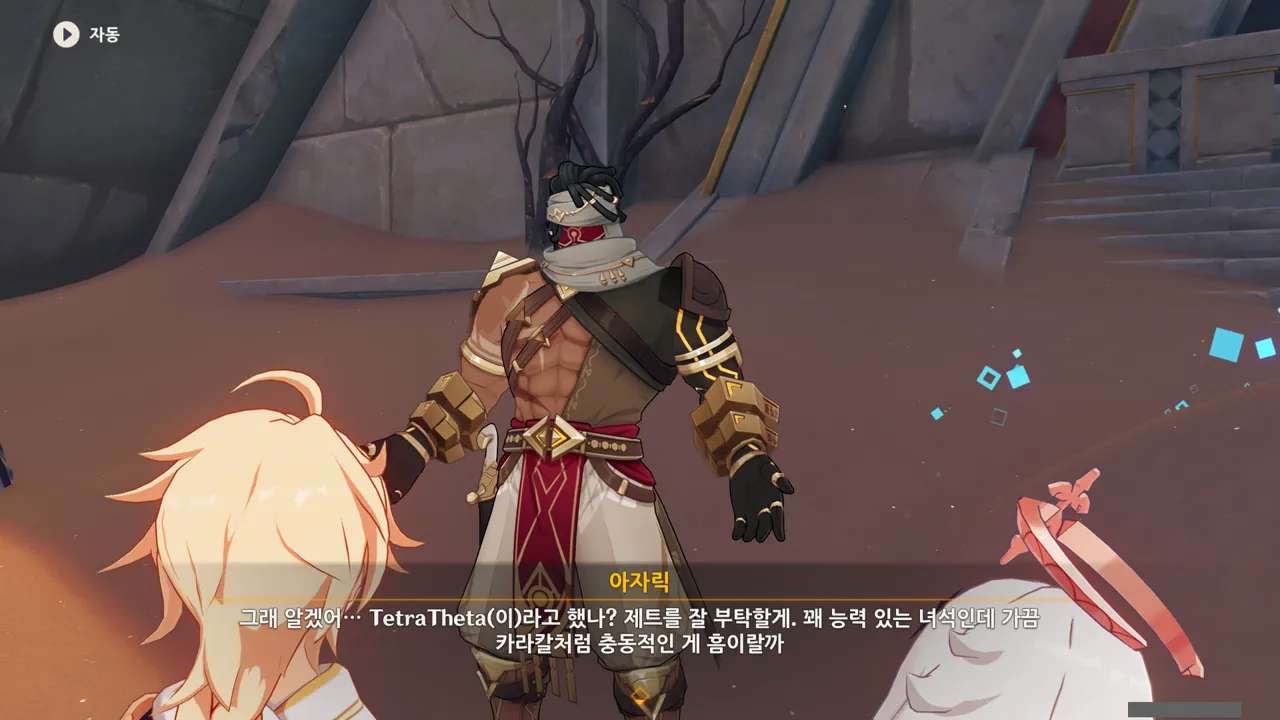 자동
아자릭
그래 알겠어… TetraTheta(이)라고 했나? 제트를 잘 부탁할게. 꽤 능력 있는 녀석인데 가끔
카라칼처럼 충동적인 게 흠이랄까